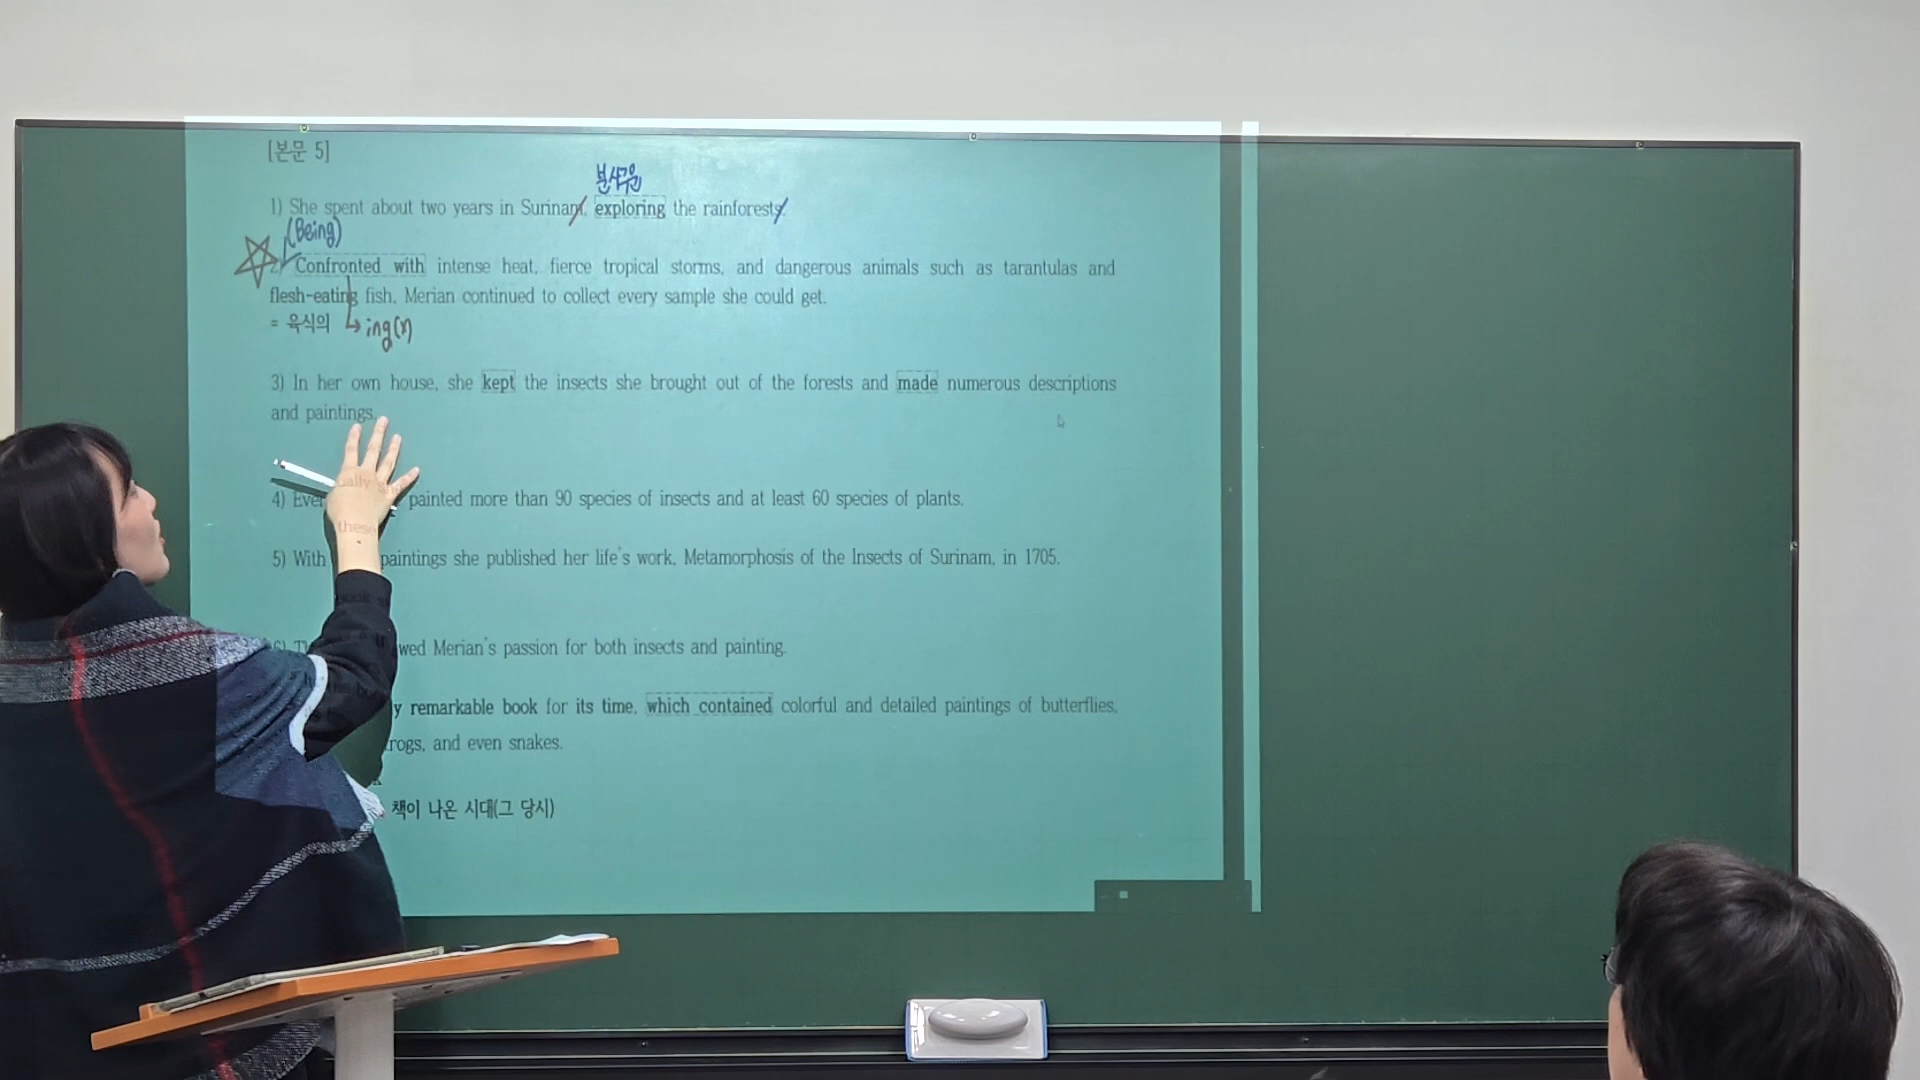 [본문 5]
분사구문
1) She spent about two years in Surinam, exploring the rainforests.
(Being)
2) Confronted with intense heat, fierce tropical storms, and dangerous animals such as tarantulas and
flesh-eating fish, Merian continued to collect every sample she could get.
= 육식의 ↳ing(x)
3) In her own house, she kept the insects she brought out of the forests and made numerous descriptions
and paintings.
4) Eventually she painted more than 90 species of insects and at least 60 species of plants.
5) With these paintings she published her life's work, Metamorphosis of the Insects of Surinam, in 1705.
6) wed Merian's passion for both insects and painting.
y remarkable book for its time, which contained colorful and detailed paintings of butterflies,
rogs, and even snakes.
책이 나온 시대(그 당시)